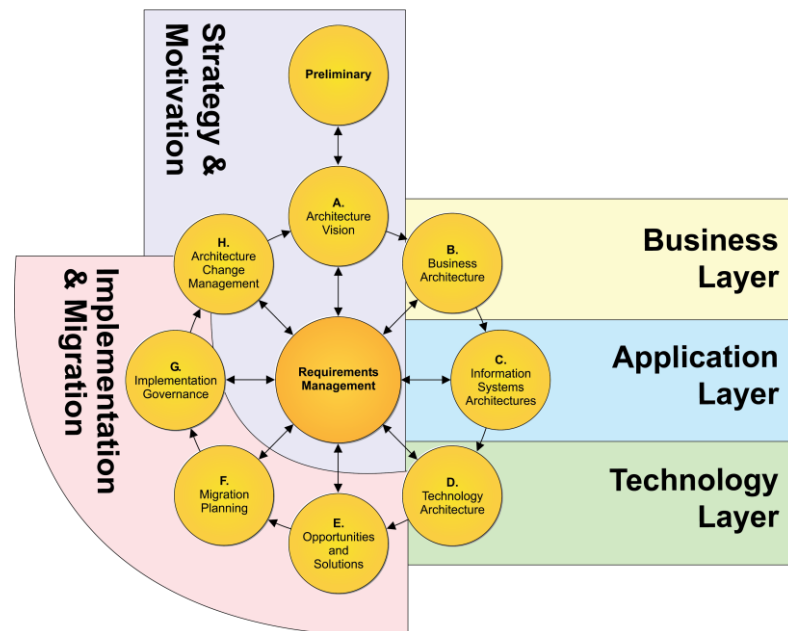 Strategy &
Motivation
Preliminary
A.
Architecture
Vision
H.
Architecture
Change
Management
B.
Business
Architecture
Business
Layer
Implementation
& Migration
G.
Implementation
Governance
Requirements
Management
C.
Information
Systems
Architectures
Application
Layer
F.
Migration
Planning
D.
Technology
Architecture
Technology
Layer
E.
Opportunities
and
Solutions